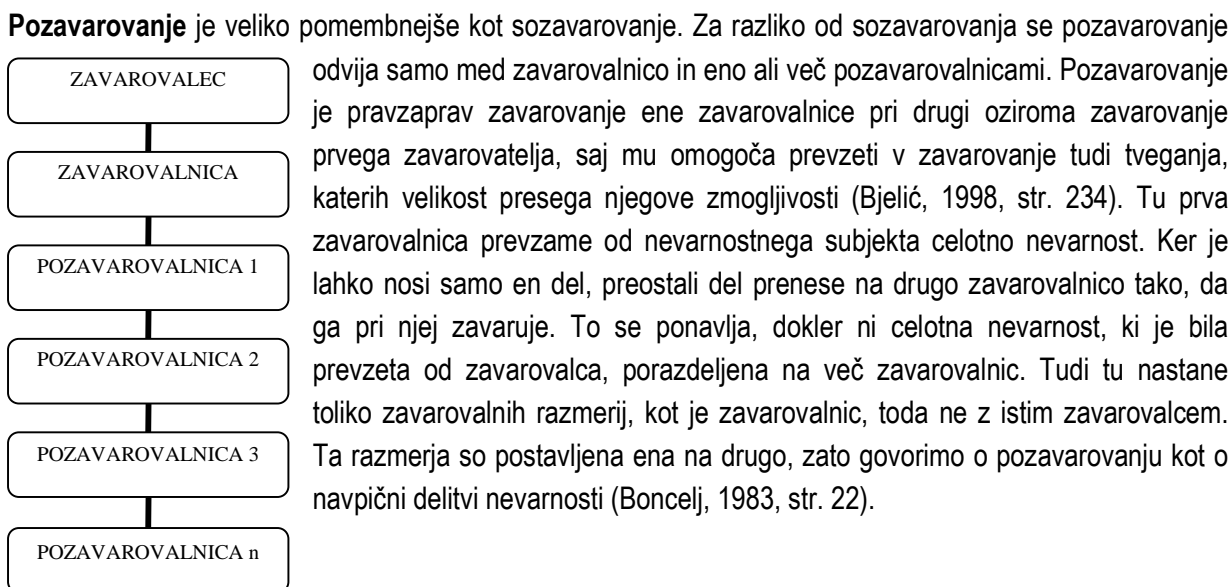 Pozavarovanje je veliko pomembnejše kot sozavarovanje. Za razliko od sozavarovanja se pozavarovanje
odvija samo med zavarovalnico in eno ali več pozavarovalnicami. Pozavarovanje
je pravzaprav zavarovanje ene zavarovalnice pri drugi oziroma zavarovanje
prvega zavarovatelja, saj mu omogoča prevzeti v zavarovanje tudi tveganja,
katerih velikost presega njegove zmogljivosti (Bjelić, 1998, str. 234). Tu prva
zavarovalnica prevzame od nevarnostnega subjekta celotno nevarnost. Ker je
lahko nosi samo en del, preostali del prenese na drugo zavarovalnico tako, da
ga pri njej zavaruje. To se ponavlja, dokler ni celotna nevarnost, ki je bila
prevzeta od zavarovalca, porazdeljena na več zavarovalnic. Tudi tu nastane
toliko zavarovalnih razmerij, kot je zavarovalnic, toda ne z istim zavarovalcem.
Ta razmerja so postavljena ena na drugo, zato govorimo o pozavarovanju kot o
navpični delitvi nevarnosti (Boncelj, 1983, str. 22).
ZAVAROVALEC
ZAVAROVALNICA
POZAVAROVALNICA 1
POZAVAROVALNICA 2
POZAVAROVALNICA 3
POZAVAROVALNICA n